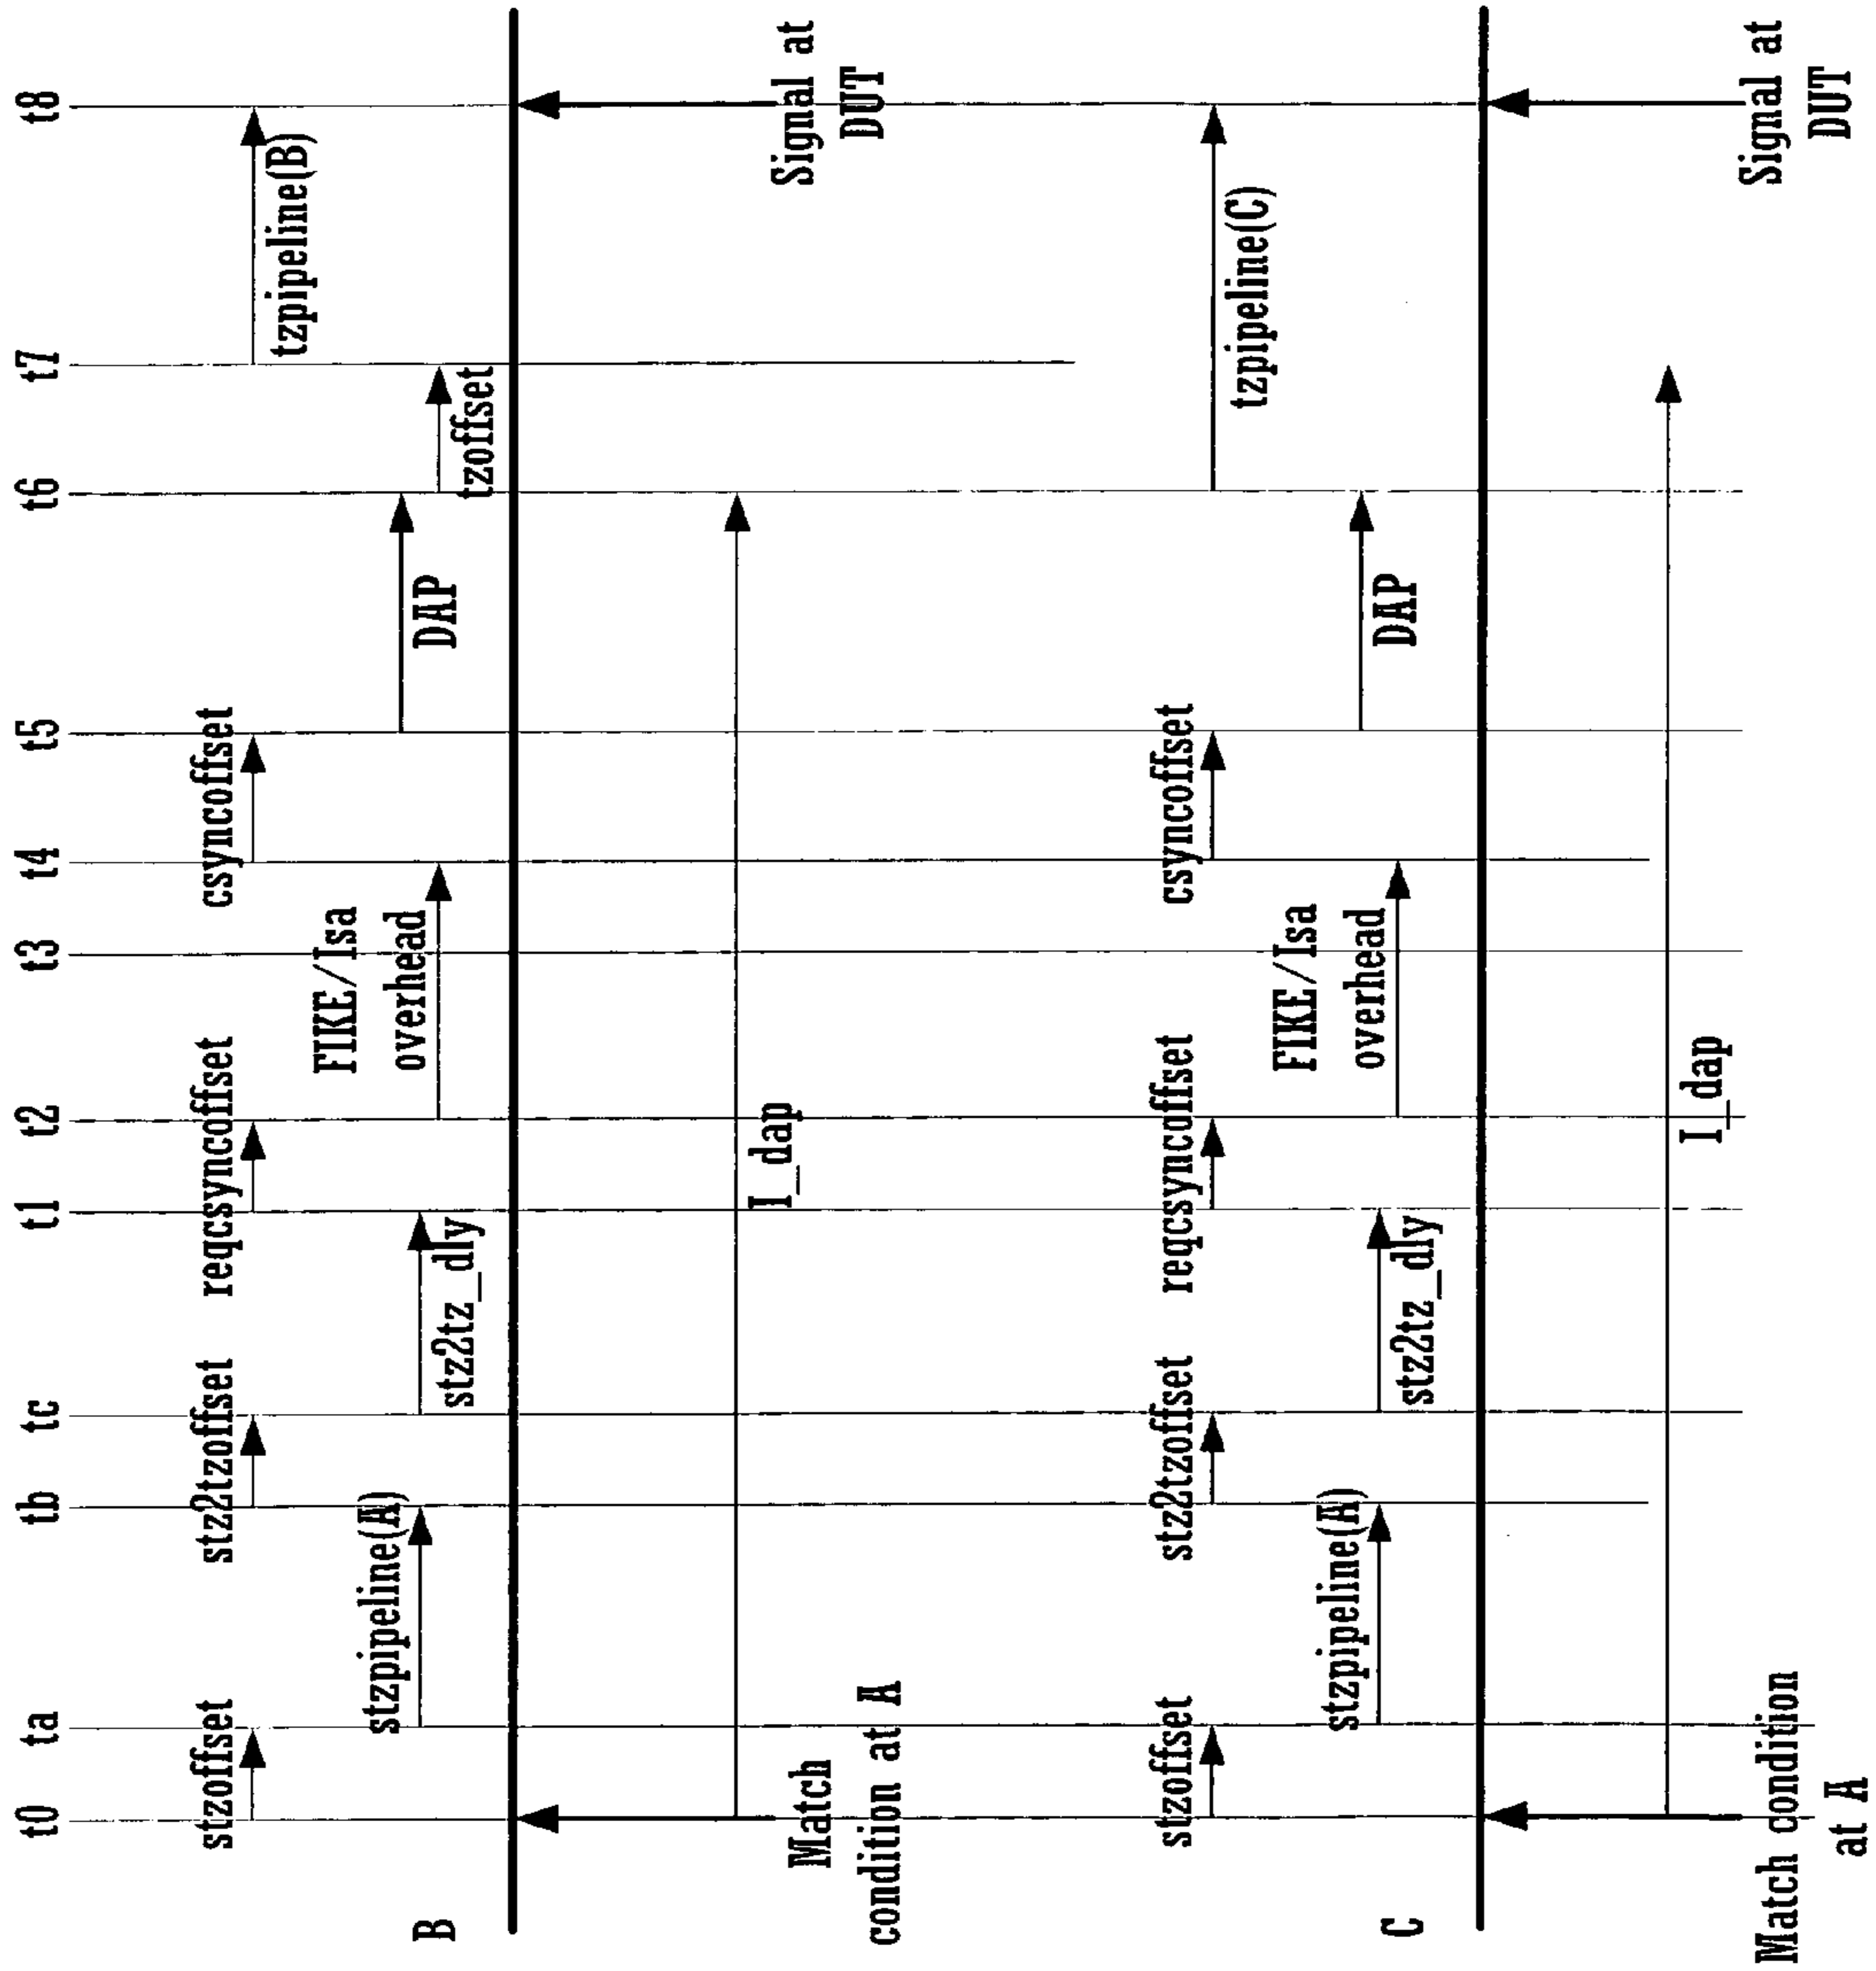 t0 ta tb tc t1 t2 t3 t4 t5 t6 t7 t8
stzoffset
stz2tzoffset
reqcsyncoffset
csyncoffset
tzpipeline(B)
stzpipeline(A)
stz2tz_dly
FIKE/Isa
overhead
DAP
tzoffset
B
I_dap
Match
condition at A
Signal at
DUT
stzoffset
stz2tzoffset
reqcsyncoffset
csyncoffset
tzpipeline(C)
stzpipeline(A)
stz2tz_dly
FIKE/Isa
overhead
DAP
C
I_dap
Match condition
at A
Signal at
DUT